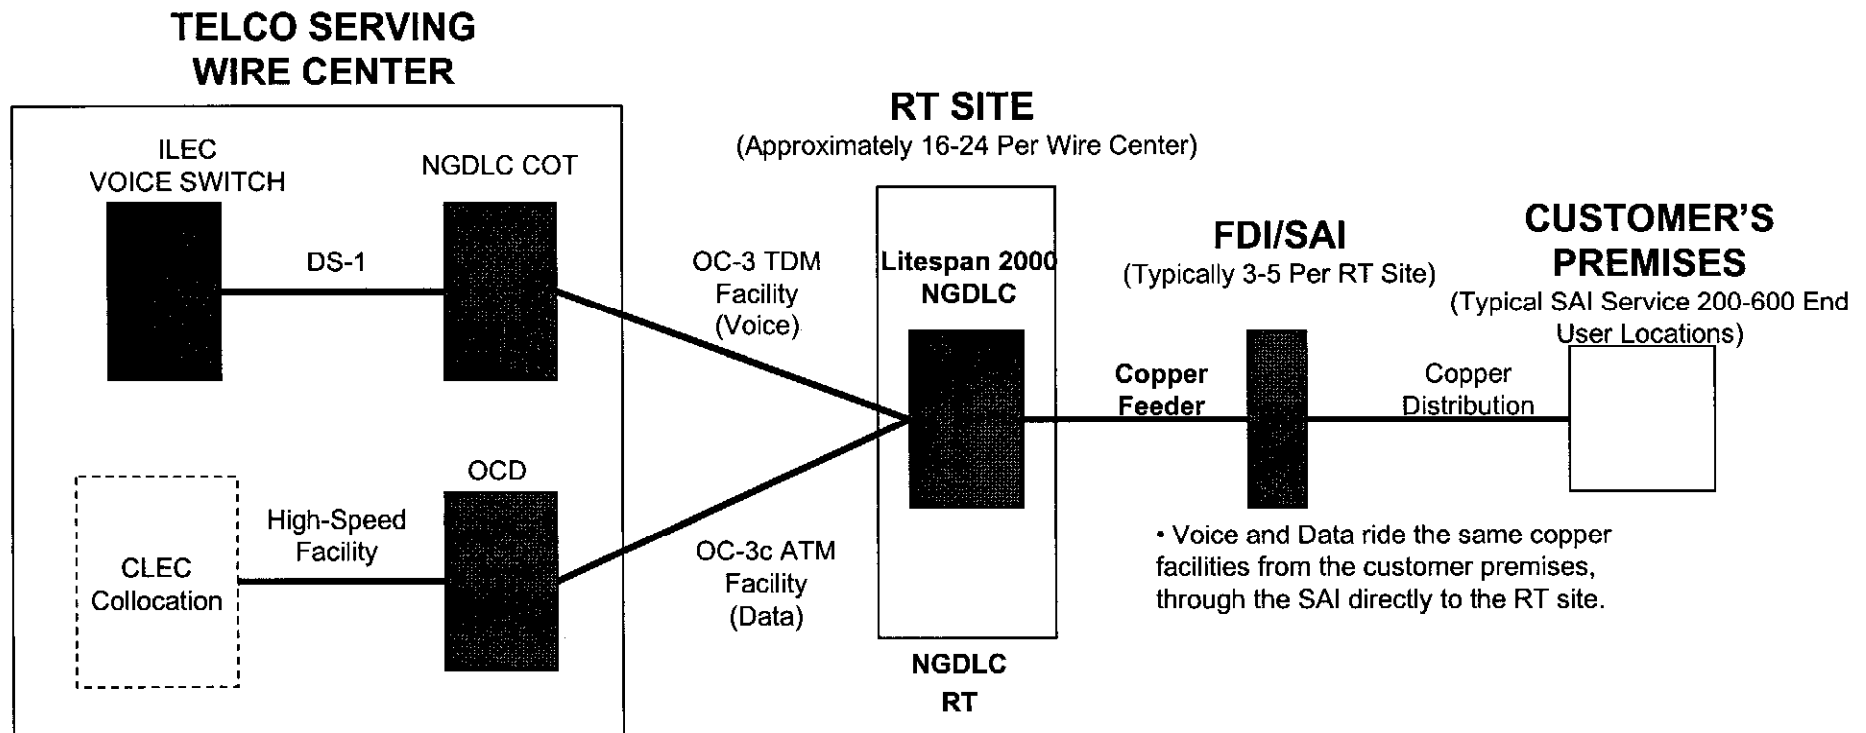 TELCO SERVING
WIRE CENTER
ILEC
VOICE SWITCH
NGDLC COT
DS-1
CLEC
Collocation
High-Speed
Facility
OCD
OC-3 TDM
Facility
(Voice)
OC-3c ATM
Facility
(Data)
RT SITE
(Approximately 16-24 Per Wire Center)
Litespan 2000
NGDLC
NGDLC
RT
Copper
Feeder
FDI/SAI
(Typically 3-5 Per RT Site)
Copper
Distribution
CUSTOMER'S
PREMISES
(Typical SAI Service 200-600 End
User Locations)
• Voice and Data ride the same copper
facilities from the customer premises,
through the SAI directly to the RT site.